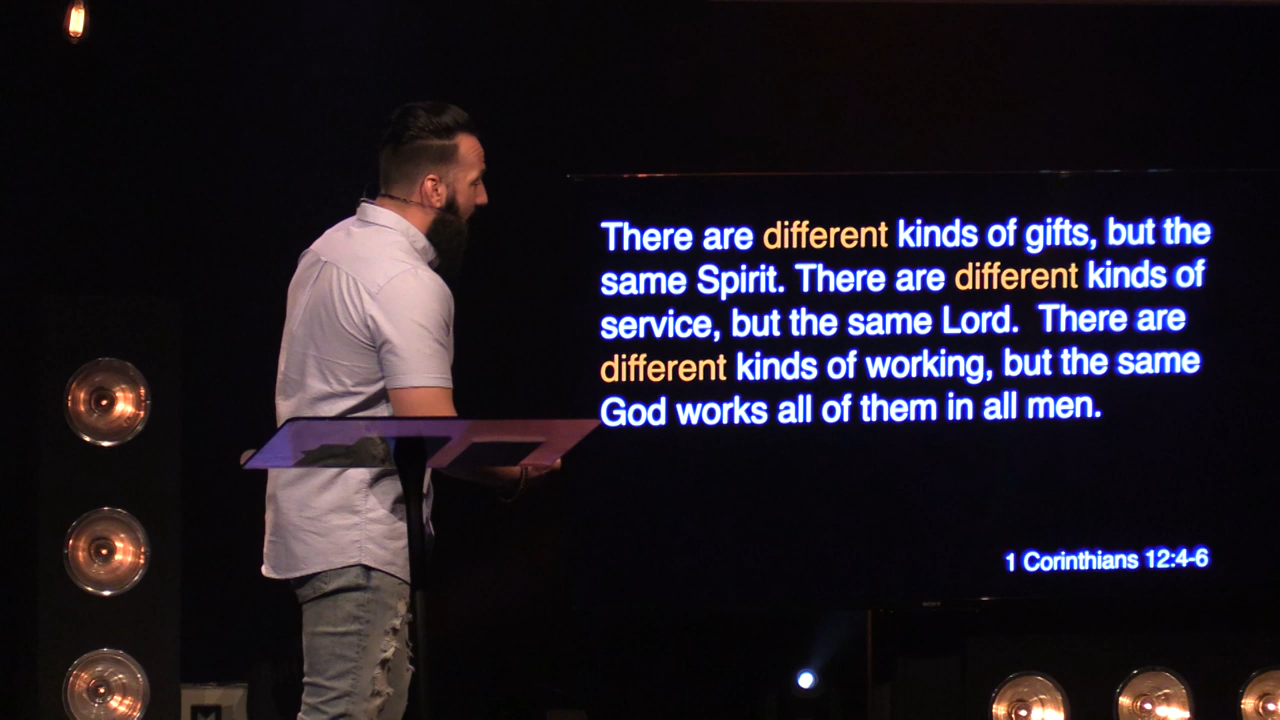 There are different kinds of gifts, but the
same Spirit. There are different kinds of
service, but the same Lord.  There are
different kinds of working, but the same
God works all of them in all men.
1 Corinthians 12:4-6